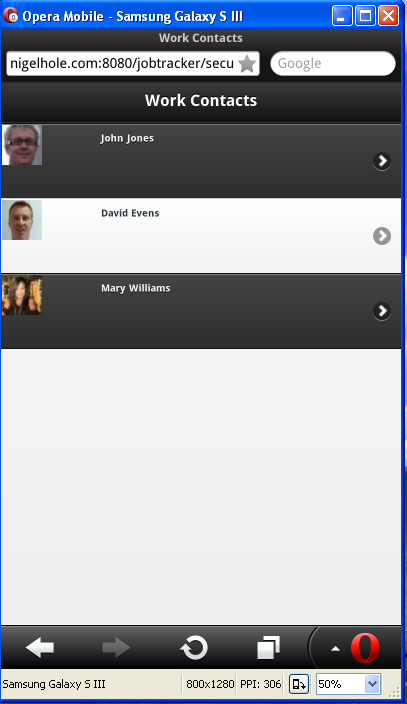 Opera Mobile - Samsung Galaxy S III
Work Contacts
nigelhole.com:8080/jobtracker/secu
Google
Work Contacts
John Jones
David Evens
Mary Williams
Samsung Galaxy S III 800x1280 PPI: 306 50%